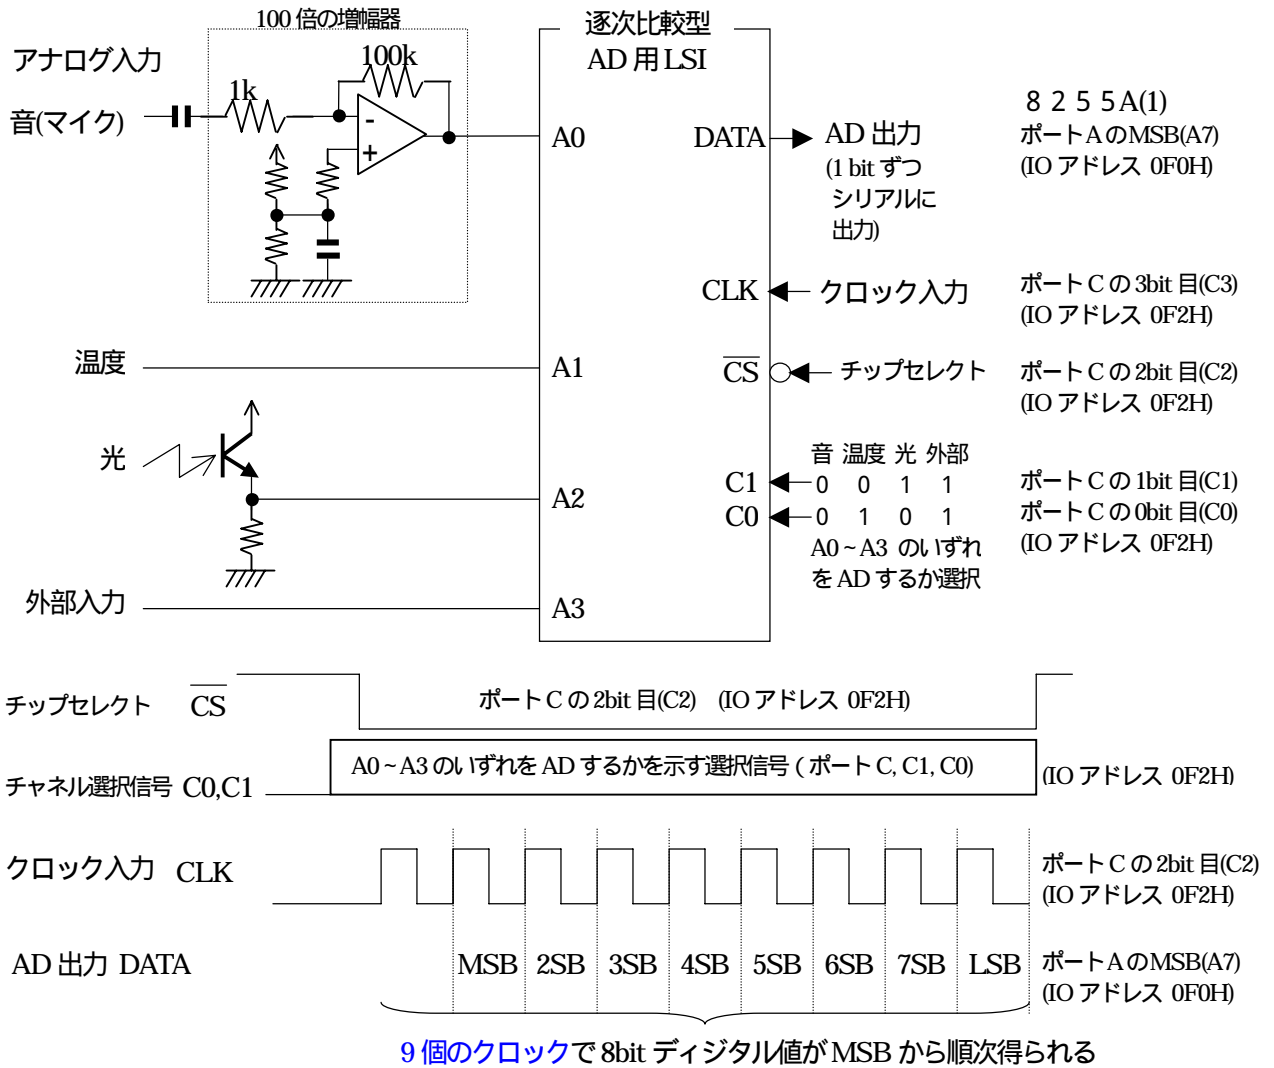 100 倍の増幅器
逐次比較型
AD 用 LSI
アナログ入力
音(マイク)
1k
100k
-
+
A0
DATA
AD 出力
(1 bit ずつ
シリアルに
出力)
８２５５A(1)
ポート A の MSB(A7)
(IO アドレス 0F0H)
CLK
クロック入力
ポート C の 3bit 目(C3)
(IO アドレス 0F2H)
温度
A1
CS
チップセレクト
ポート C の 2bit 目(C2)
(IO アドレス 0F2H)
光
A2
音 温度 光 外部
C1
0 0 1 1
ポート C の 1bit 目(C1)
C0
0 1 0 1
ポート C の 0bit 目(C0)
(IO アドレス 0F2H)
A0 ~ A3 のいずれ
を AD するか選択
外部入力
A3
チップセレクト CS
ポート C の 2bit 目(C2) (IO アドレス 0F2H)
チャネル選択信号 C0,C1
A0 ~ A3 のいずれを AD するかを示す選択信号 ( ポート C, C1, C0)
(IO アドレス 0F2H)
クロック入力 CLK
ポート C の 2bit 目(C2)
(IO アドレス 0F2H)
AD 出力 DATA
MSB 2SB 3SB 4SB 5SB 6SB 7SB LSB
ポート A の MSB(A7)
(IO アドレス 0F0H)
9 個のクロックで 8bit ディジタル値が MSB から順次得られる